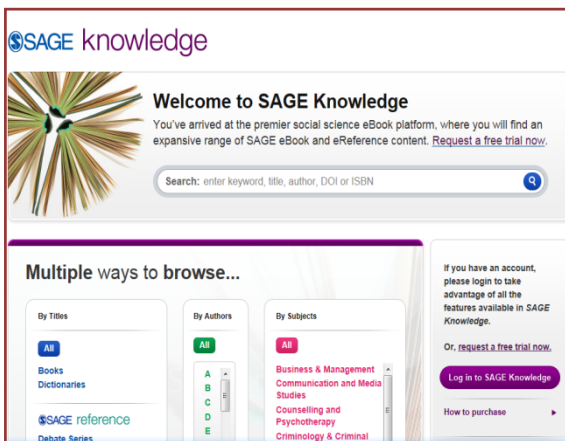 SAGE knowledge
Welcome to SAGE Knowledge
You've arrived at the premier social science eBook platform, where you will find an
expansive range of SAGE eBook and eReference content. Request a free trial now.
Search: enter keyword, title, author, DOI or ISBN
Multiple ways to browse...
By Titles
All
Books
Dictionaries
SAGE reference
Debate Series
By Authors
All
A
B
C
D
E
By Subjects
All
Business & Management
Communication and Media
Studies
Counselling and
Psychotherapy
Criminology & Criminal
If you have an account,
please login to take
advantage of all the
features available in SAGE
Knowledge.
Or, request a free trial now.
Log in to SAGE Knowledge
How to purchase